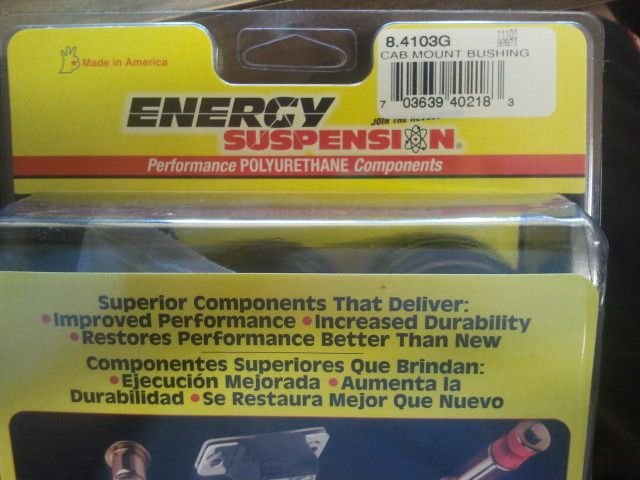 Made in America
8.4103G
CAB MOUNT BUSHING
7 03639 40218 3
JOIN THE
ENERGY
SUSPENSION®
Performance POLYURETHANE Components
Superior Components That Deliver:
•Improved Performance •Increased Durability
•Restores Performance Better Than New
Componentes Superiores Que Brindan:
•Ejecución Mejorada •Aumenta la
Durabilidad •Se Restaura Mejor Que Nuevo